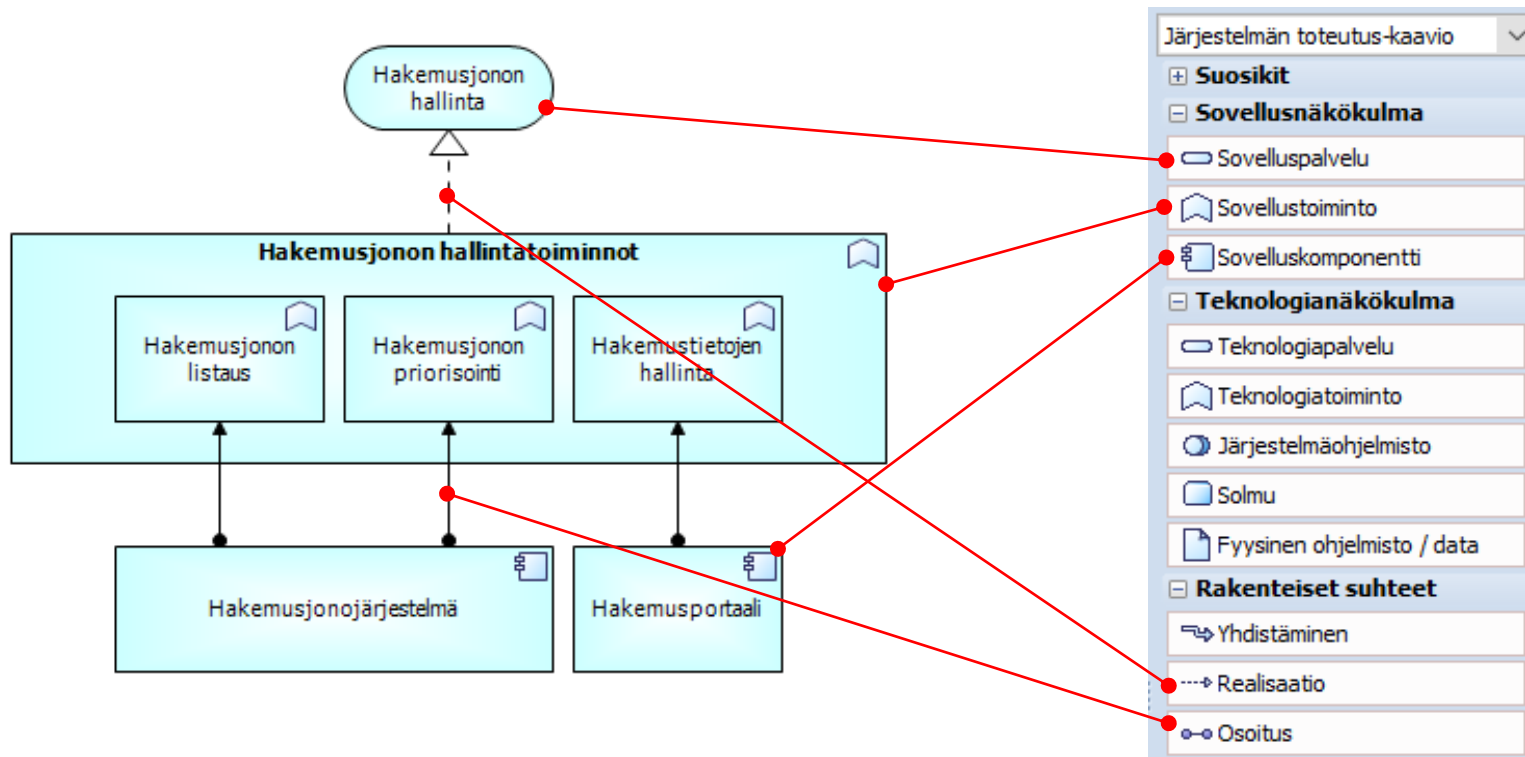 Hakemusjonon
hallinta
Hakemusjonon hallintatoiminnot
Hakemusjonon
listaus
Hakemusjonon
priorisointi
Hakemustietojen
hallinta
Hakemusjonojärjestelmä
Hakemusportaali
Järjestelmän toteutus-kaavio
Suosikit
Sovellusnäkökulma
Sovelluspalvelu
Sovellustoiminto
Sovelluskomponentti
Teknologianäkökulma
Teknologiapalvelu
Teknologiatoiminto
Järjestelmäohjelmisto
Solmu
Fyysinen ohjelmisto / data
Rakenteiset suhteet
Yhdistäminen
Realisaatio
Osoitus